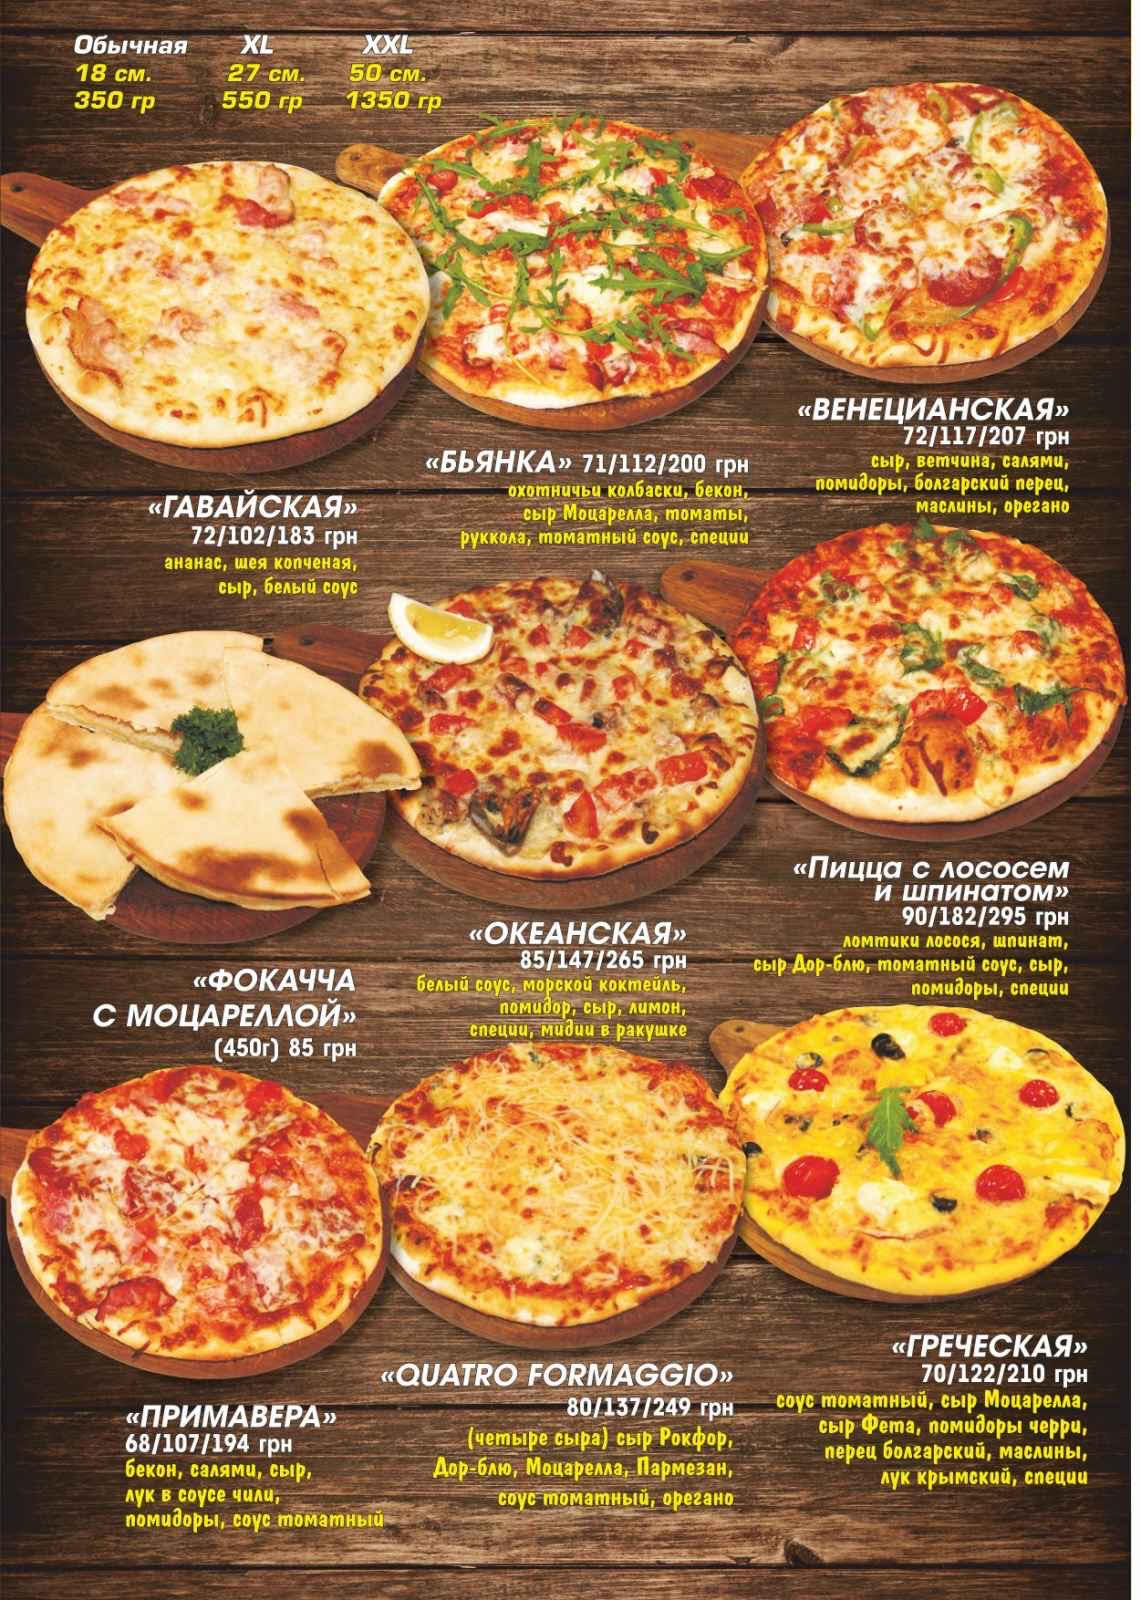 Обычная XL XXL
18 см. 27 см. 50 см.
350 гр 550 гр 1350 гр
«ГАВАЙСКАЯ»
72/102/183 грн
ананас, шея копченая,
сыр, белый соус
«БЬЯНКА» 71/112/200 грн
охотничьи колбаски, бекон,
сыр Моцарелла, томаты,
руккола, томатный соус, специи
«ВЕНЕЦИАНСКАЯ»
72/117/207 грн
сыр, ветчина, салями,
помидоры, болгарский перец,
маслины, орегано
«ФОКАЧЧА
С МОЦАРЕЛЛОЙ»
(450г) 85 грн
«ОКЕАНСКАЯ»
85/147/265 грн
белый соус, морской коктейль,
помидор, сыр, лимон,
специи, мидии в ракушке
«Пицца с лососем
и шпинатом»
90/182/295 грн
ломтики лосося, шпинат,
сыр Дор-блю, томатный соус, сыр,
помидоры, специи
«ПРИМАВЕРА»
68/107/194 грн
бекон, салями, сыр,
лук в соусе чили,
помидоры, соус томатный
«QUATRO FORMAGGIO»
80/137/249 грн
(четыре сыра) сыр Рокфор,
Дор-блю, Моцарелла, Пармезан,
соус томатный, орегано
«ГРЕЧЕСКАЯ»
70/122/210 грн
соус томатный, сыр Моцарелла,
сыр Фета, помидоры черри,
перец болгарский, маслины,
лук крымский, специи